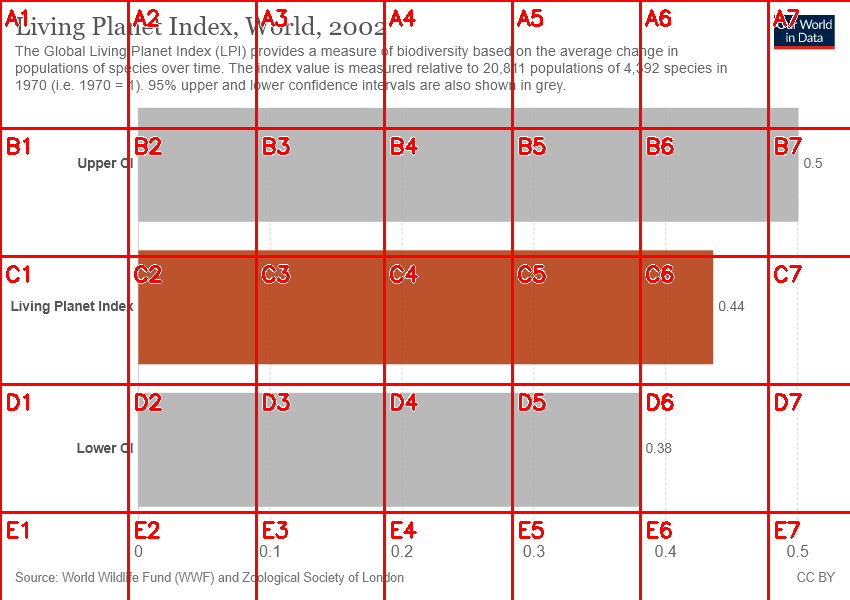 Living Planet Index, World, 2002
Our World
in Data
The Global Living Planet Index (LPI) provides a measure of biodiversity based on the average change in
populations of species over time. The index value is measured relative to 20,811 populations of 4,392 species in
1970 (i.e. 1970 = 1). 95% upper and lower confidence intervals are also shown in grey.
A1 A2 A3 A4 A5 A6 A7
B1 B2 B3 B4 B5 B6 B7
Upper CI 0.5
C1 C2 C3 C4 C5 C6 C7
Living Planet Index 0.44
D1 D2 D3 D4 D5 D6 D7
Lower CI 0.38
E1 E2 E3 E4 E5 E6 E7
0 0.1 0.2 0.3 0.4 0.5
Source: World Wildlife Fund (WWF) and Zoological Society of London CC BY